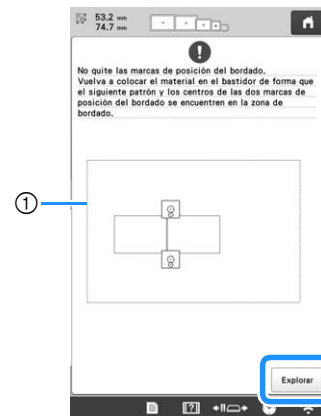 53.2 mm
74.7 mm
No quite las marcas de posición del bordado.
Vuelva a colocar el material en el bastidor de forma que
el siguiente patrón y los centros de las dos marcas de
posición del bordado se encuentren en la zona de
bordado.
1
Explorar